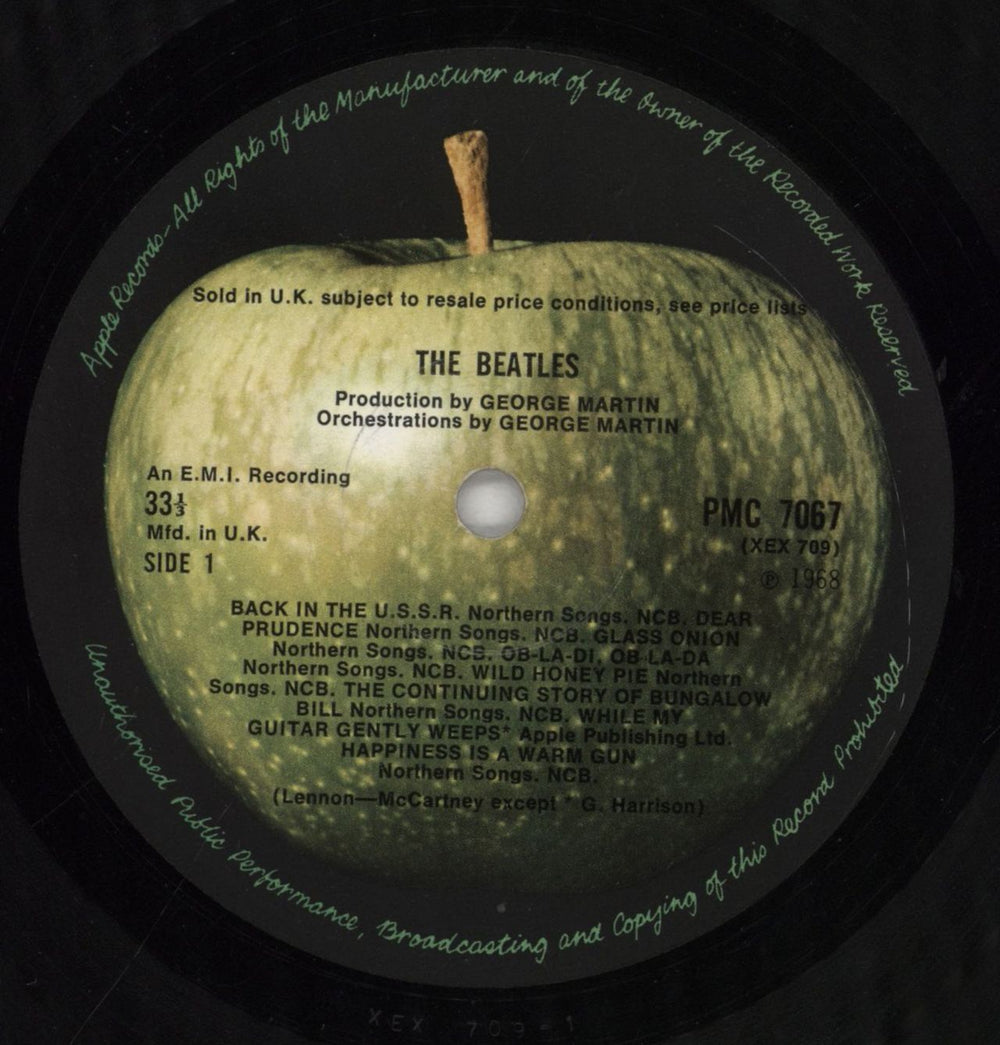 Apple Records - All Rights of the Manufacturer and of the Owner of the Recorded Work Reserved
Sold in U.K. subject to resale price conditions, see price lists
THE BEATLES
Production by GEORGE MARTIN
Orchestrations by GEORGE MARTIN
An E.M.I. Recording
33⅓
Mfd. in U.K.
SIDE 1
PMC 7067
(XEX 709)
℗ 1968
BACK IN THE U.S.S.R. Northern Songs. NCB. DEAR
PRUDENCE Northern Songs. NCB. GLASS ONION
Northern Songs. NCB. OB-LA-DI, OB-LA-DA
Northern Songs. NCB. WILD HONEY PIE Northern
Songs. NCB. THE CONTINUING STORY OF BUNGALOW
BILL Northern Songs. NCB. WHILE MY
GUITAR GENTLY WEEPS* Apple Publishing Ltd.
HAPPINESS IS A WARM GUN
Northern Songs. NCB.
(Lennon—McCartney except * G. Harrison)
Unauthorised Public Performance, Broadcasting and Copying of this Record Prohibited
XEX 709-1